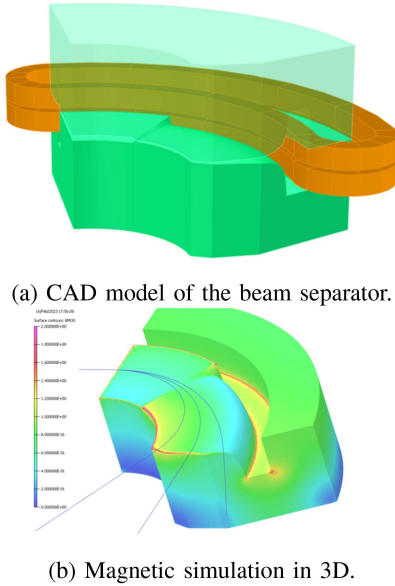 (a) CAD model of the beam separator.
Surface contours: BMOD
2.000000E+00
1.800000E+00
1.600000E+00
1.400000E+00
1.200000E+00
1.000000E+00
8.000000E-01
6.000000E-01
4.000000E-01
2.000000E-01
0.000000E+00
(b) Magnetic simulation in 3D.